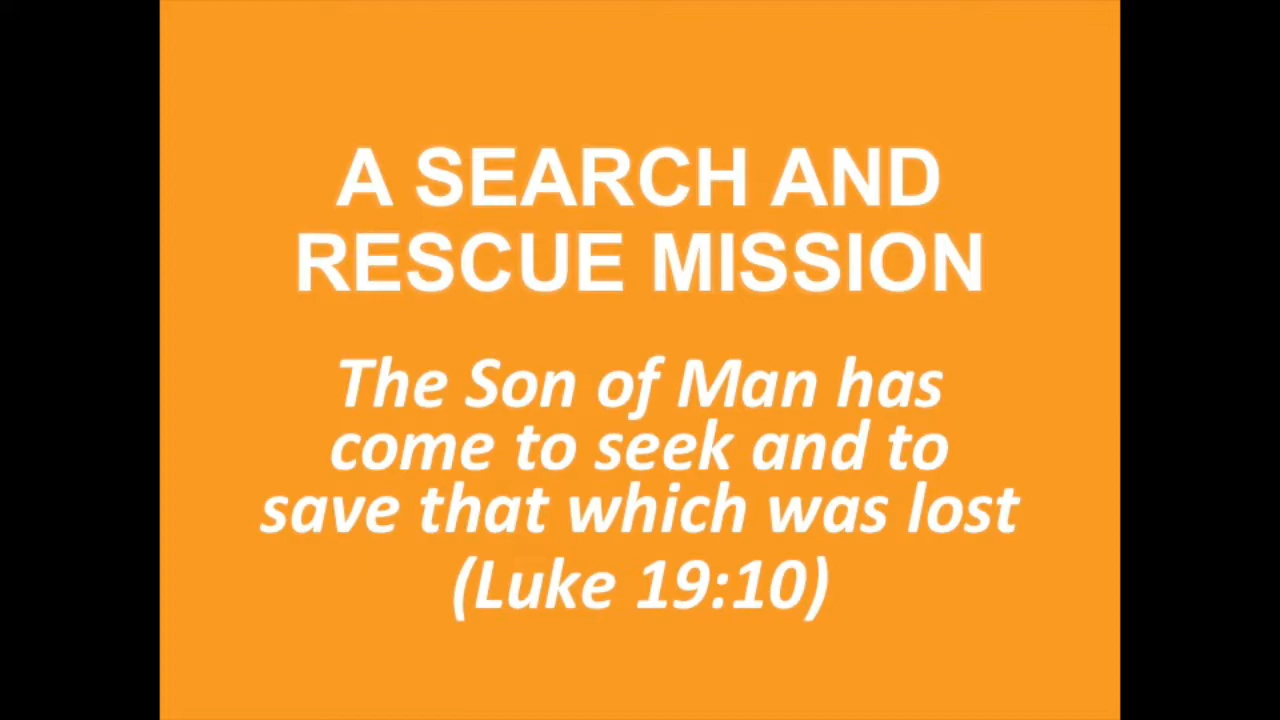 A SEARCH AND
RESCUE MISSION
The Son of Man has
come to seek and to
save that which was lost
(Luke 19:10)